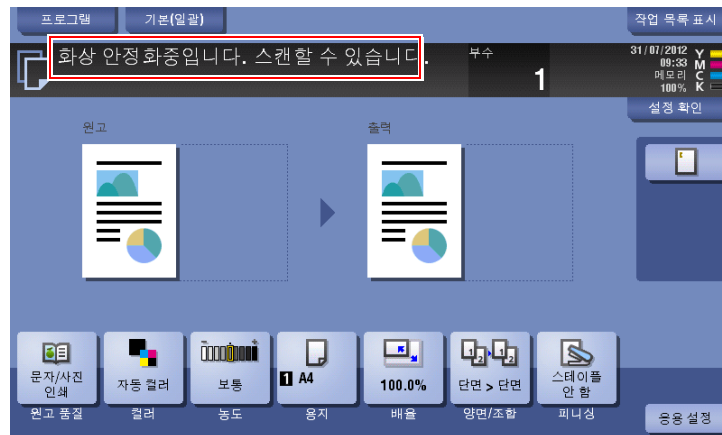 프로그램
기본(일괄)
작업 목록 표시
화상 안정화중입니다. 스캔할 수 있습니다.
부수
1
31/07/2012
09:33
메모리
100%
Y
M
C
K
설정 확인
원고
출력
문자/사진
인쇄
자동 컬러
보통
1 A4
100.0%
단면 > 단면
스테이플
안 함
원고 품질
컬러
농도
용지
배율
양면/조합
피니싱
응용 설정